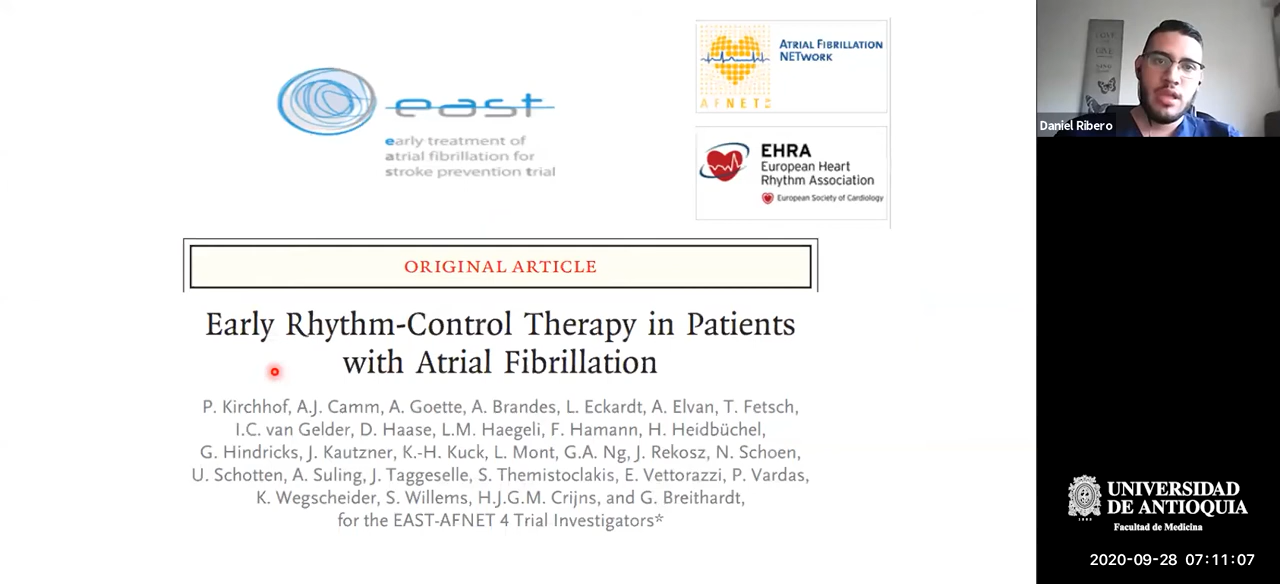 east
early treatment of
atrial fibrillation for
stroke prevention trial
ATRIAL FIBRILLATION
NETWORK
AFNET
EHRA
European Heart
Rhythm Association
European Society of Cardiology
ORIGINAL ARTICLE
Early Rhythm-Control Therapy in Patients
with Atrial Fibrillation
P. Kirchhof, A.J. Camm, A. Goette, A. Brandes, L. Eckardt, A. Elvan, T. Fetsch,
I.C. van Gelder, D. Haase, L.M. Haegeli, F. Hamann, H. Heidbüchel,
G. Hindricks, J. Kautzner, K.-H. Kuck, L. Mont, G.A. Ng, J. Rekosz, N. Schoen,
U. Schotten, A. Suling, J. Taggeselle, S. Themistoclakis, E. Vettorazzi, P. Vardas,
K. Wegscheider, S. Willems, H.J.G.M. Crijns, and G. Breithardt,
for the EAST-AFNET 4 Trial Investigators*
Daniel Ribero
UNIVERSIDAD
DE ANTIOQUIA
Facultad de Medicina
2020-09-28 07:11:07